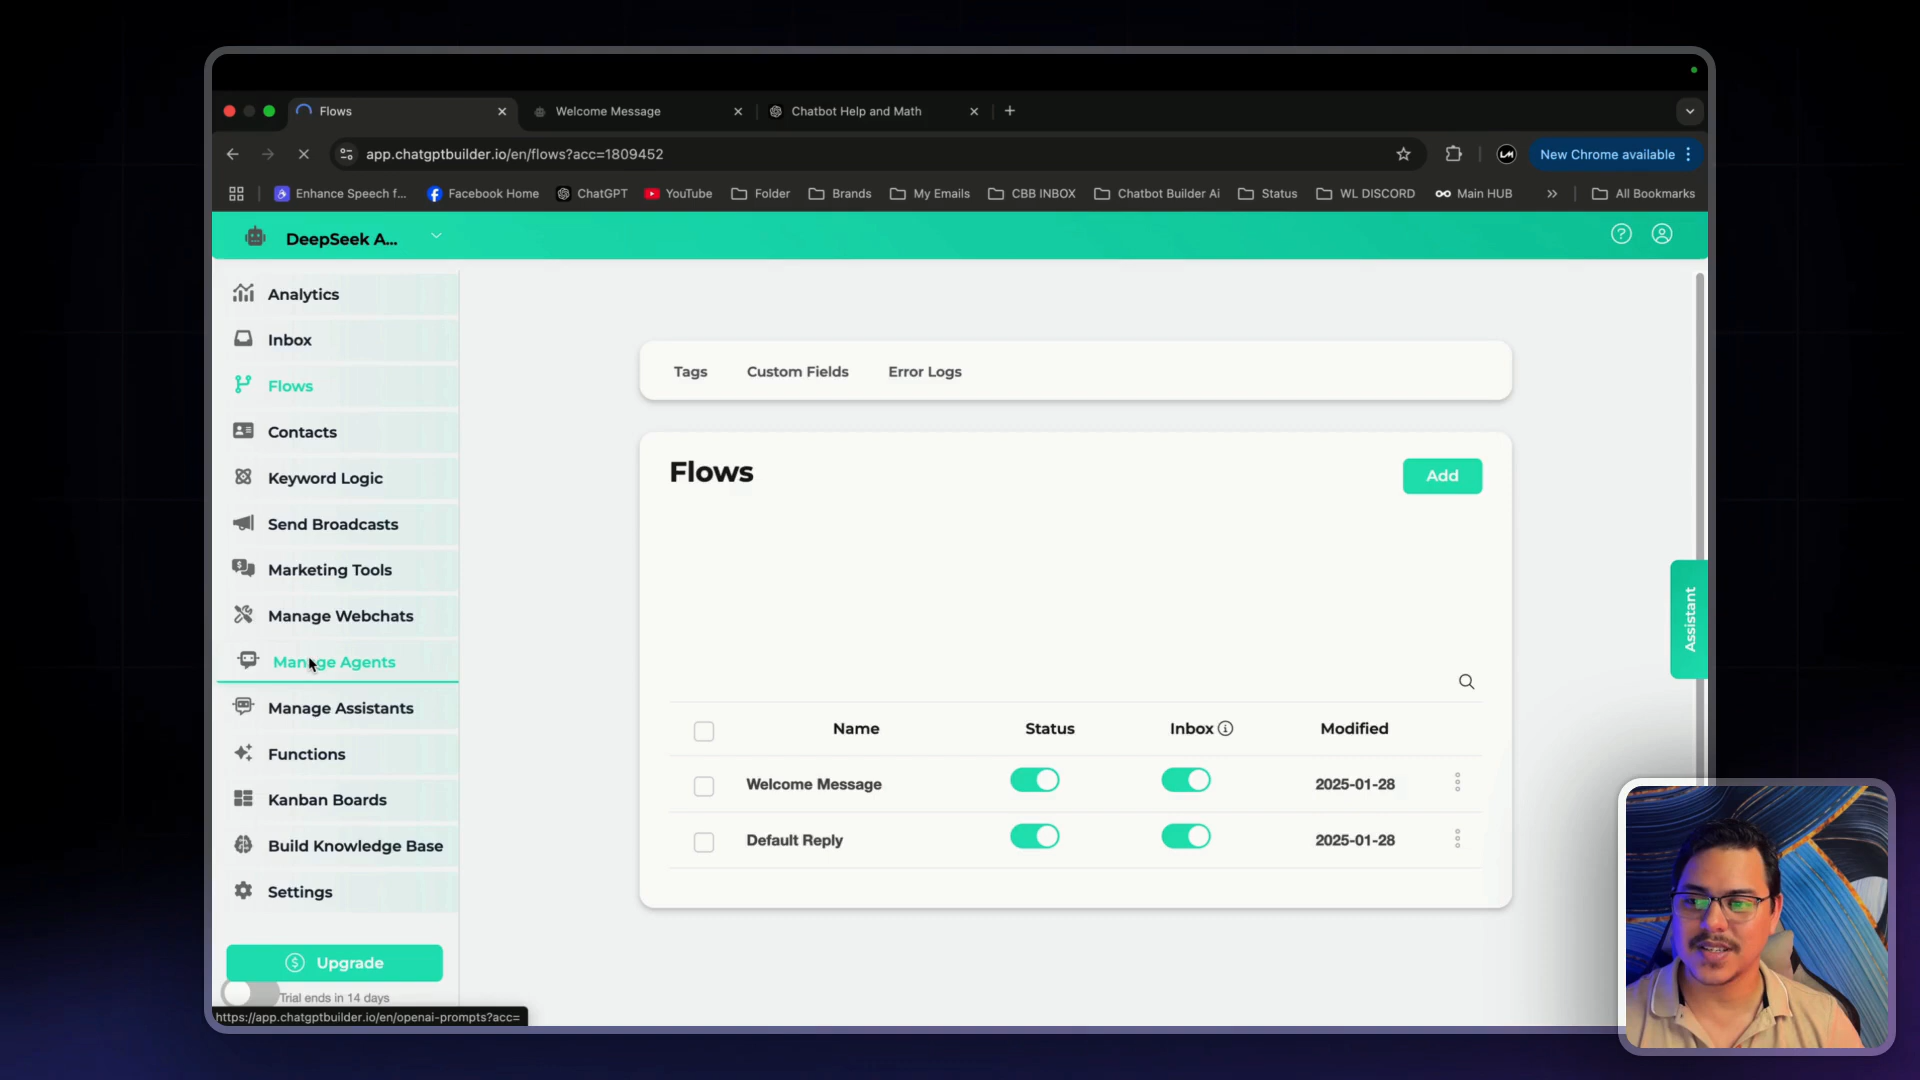 Flows
Welcome Message
Chatbot Help and Math
app.chatgptbuilder.io/en/flows?acc=1809452
New Chrome available
Enhance Speech f...
Facebook Home
ChatGPT
YouTube
Folder
Brands
My Emails
CBB INBOX
Chatbot Builder Ai
Status
WL DISCORD
Main HUB
»
All Bookmarks
DeepSeek A...
Analytics
Inbox
Flows
Contacts
Keyword Logic
Send Broadcasts
Marketing Tools
Manage Webchats
Manage Agents
Manage Assistants
Functions
Kanban Boards
Build Knowledge Base
Settings
Upgrade
Trial ends in 14 days
https://app.chatgptbuilder.io/en/openai-prompts?acc=
Tags Custom Fields Error Logs
Flows
Add
Name Status Inbox Modified
Welcome Message 2025-01-28
Default Reply 2025-01-28
Assistant